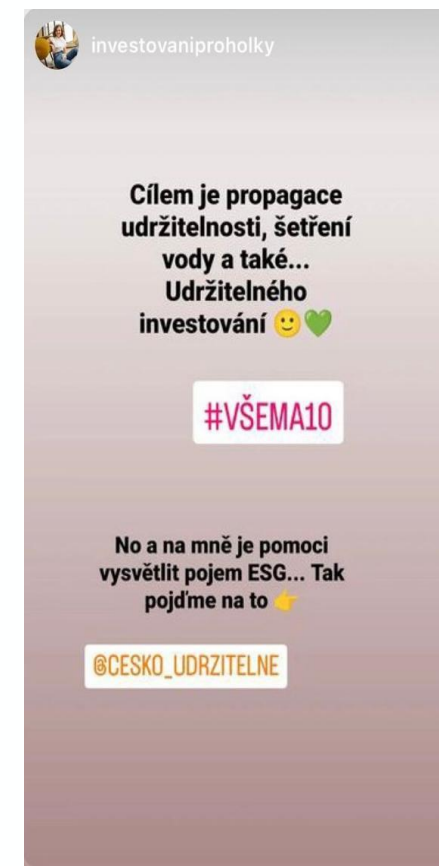 investovaniproholky
Cílem je propagace
udržitelnosti, šetření
vody a také...
Udržitelného
investování 🙂💚
#VŠEMA10
No a na mně je pomoci
vysvětlit pojem ESG... Tak
pojďme na to 👉
@CESKO_UDRZITELNE